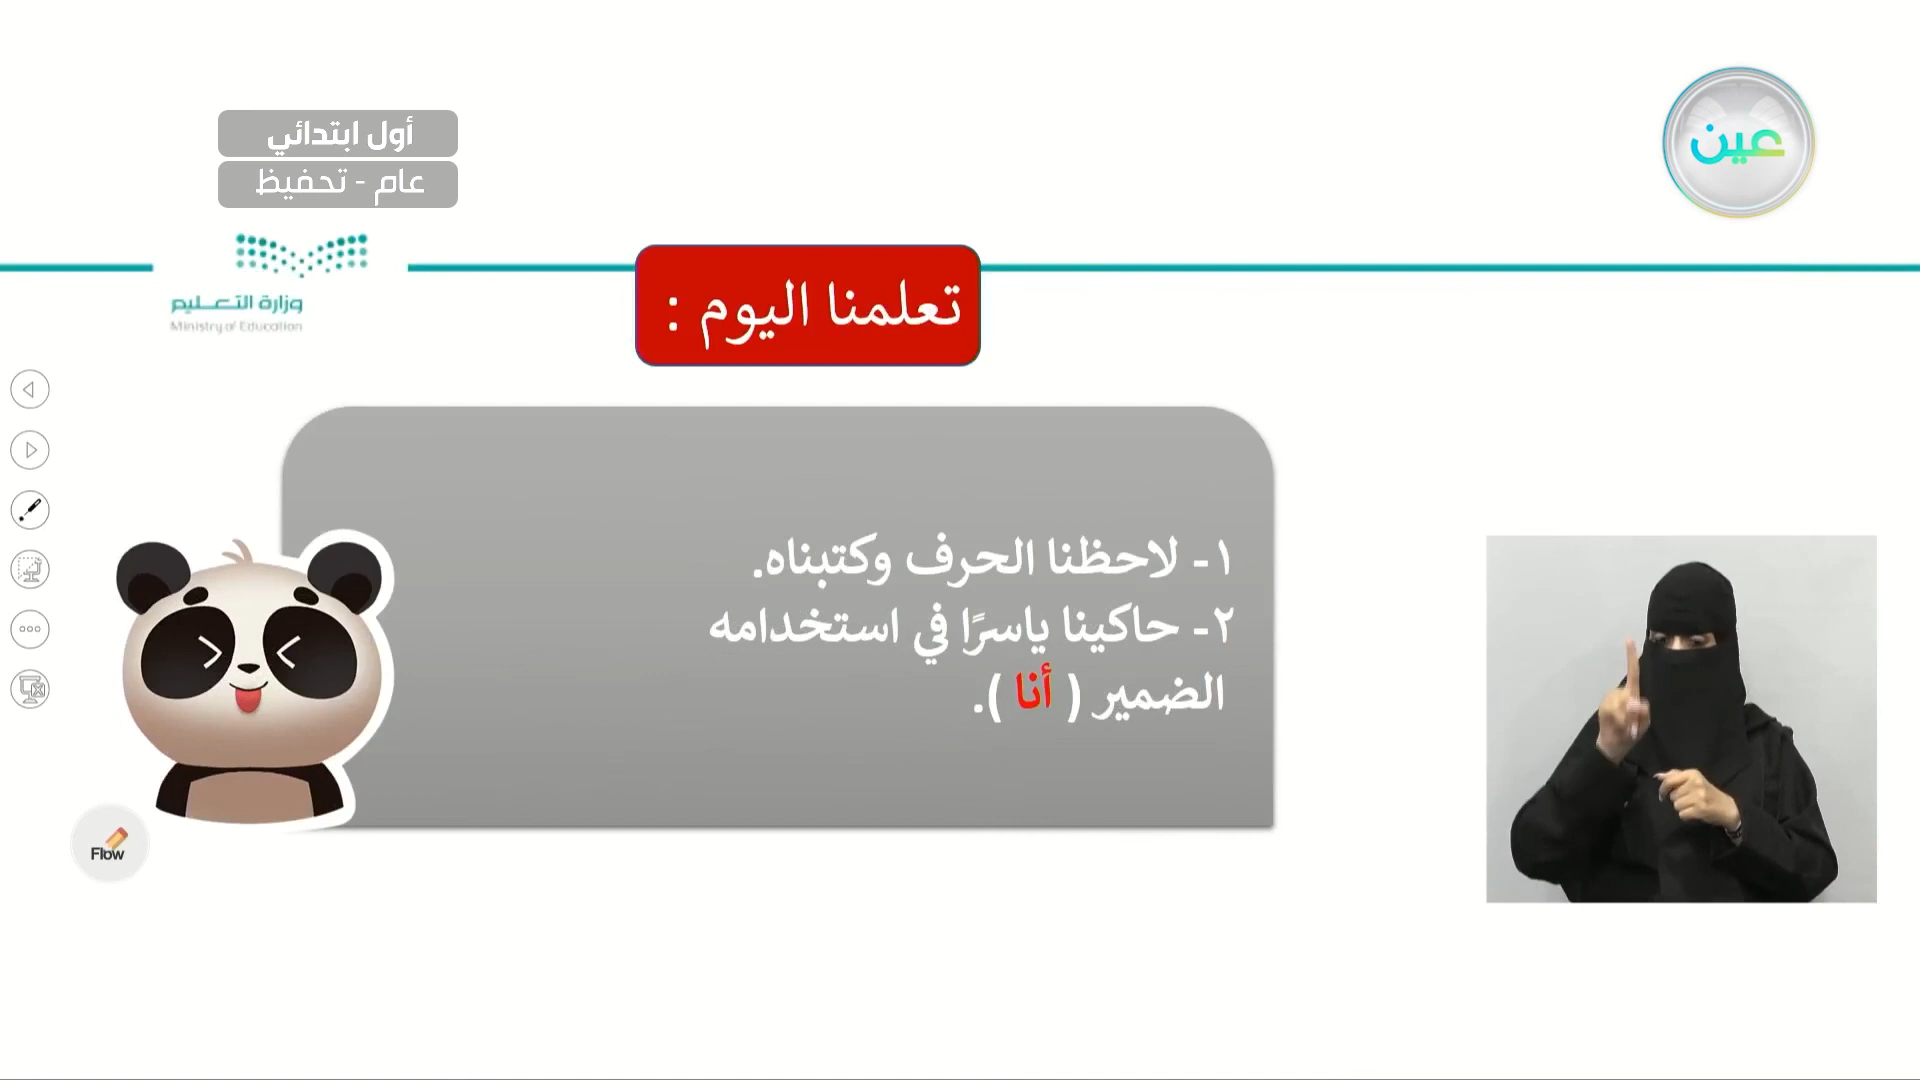 عين
أول ابتدائي
عام - تحفيظ
وزارة التعـــليم
Ministry of Education
تعلمنا اليوم :
١- لاحظنا الحرف وكتبناه.
٢- حاكينا ياسرًا في استخدامه
الضمير ( أنا ).
Flow